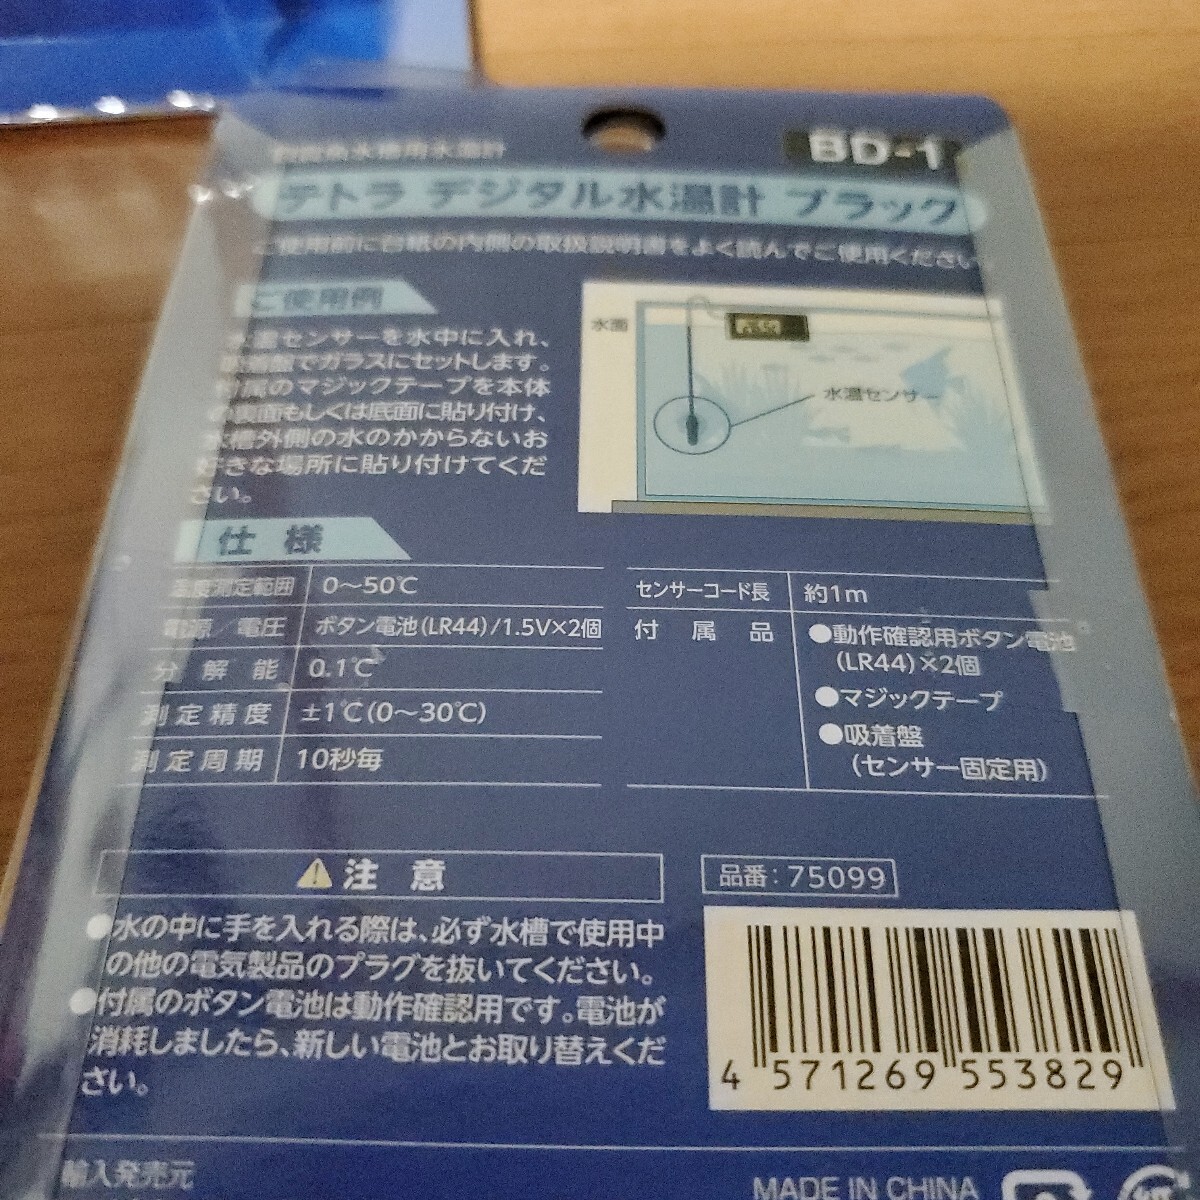 観賞魚水槽用水温計
BD-1
テトラ デジタル水温計 ブラック
ご使用前に台紙の内側の取扱説明書をよく読んでご使用ください
ご使用例
水温センサーを水中に入れ、
吸着盤でガラスにセットします。
付属のマジックテープを本体
の裏面もしくは底面に貼り付け、
水槽外側の水のかからないお
好きな場所に貼り付けてくだ
さい。
水面
水温センサー
仕様
温度測定範囲 0〜50℃
電源／電圧 ボタン電池(LR44)/1.5V×2個
分解能 0.1℃
測定精度 ±1℃(0〜30℃)
測定周期 10秒毎
センサーコード長 約1m
付属品 ●動作確認用ボタン電池
(LR44)×2個
●マジックテープ
●吸着盤
(センサー固定用)
⚠注意
●水の中に手を入れる際は、必ず水槽で使用中
の他の電気製品のプラグを抜いてください。
●付属のボタン電池は動作確認用です。電池が
消耗しましたら、新しい電池とお取り替えくだ
さい。
品番：75099
4 571269 553829
輸入発売元
MADE IN CHINA